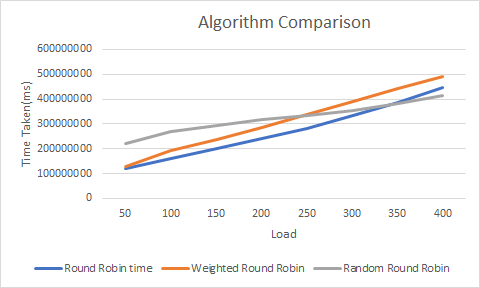 Algorithm Comparison
600000000
500000000
400000000
300000000
200000000
100000000
0
Time Taken(ms)
50 100 150 200 250 300 350 400
Load
Round Robin time Weighted Round Robin Random Round Robin